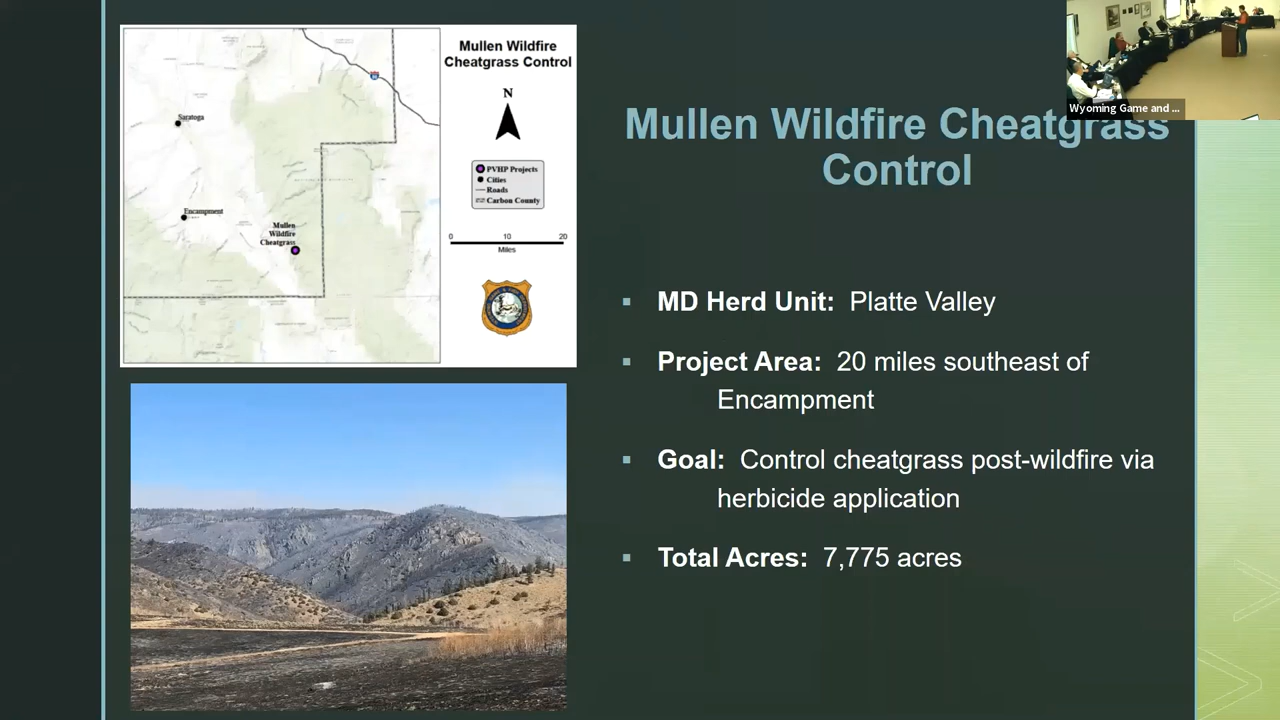 Mullen Wildfire
Cheatgrass Control
N
PVHP Projects
Cities
Roads
Carbon County
0 10 20
Miles
Saratoga
Encampment
Mullen
Wildfire
Cheatgrass
80
Wyoming Game and ...
Mullen Wildfire Cheatgrass
Control
▪ MD Herd Unit: Platte Valley
▪ Project Area: 20 miles southeast of
Encampment
▪ Goal: Control cheatgrass post-wildfire via
herbicide application
▪ Total Acres: 7,775 acres